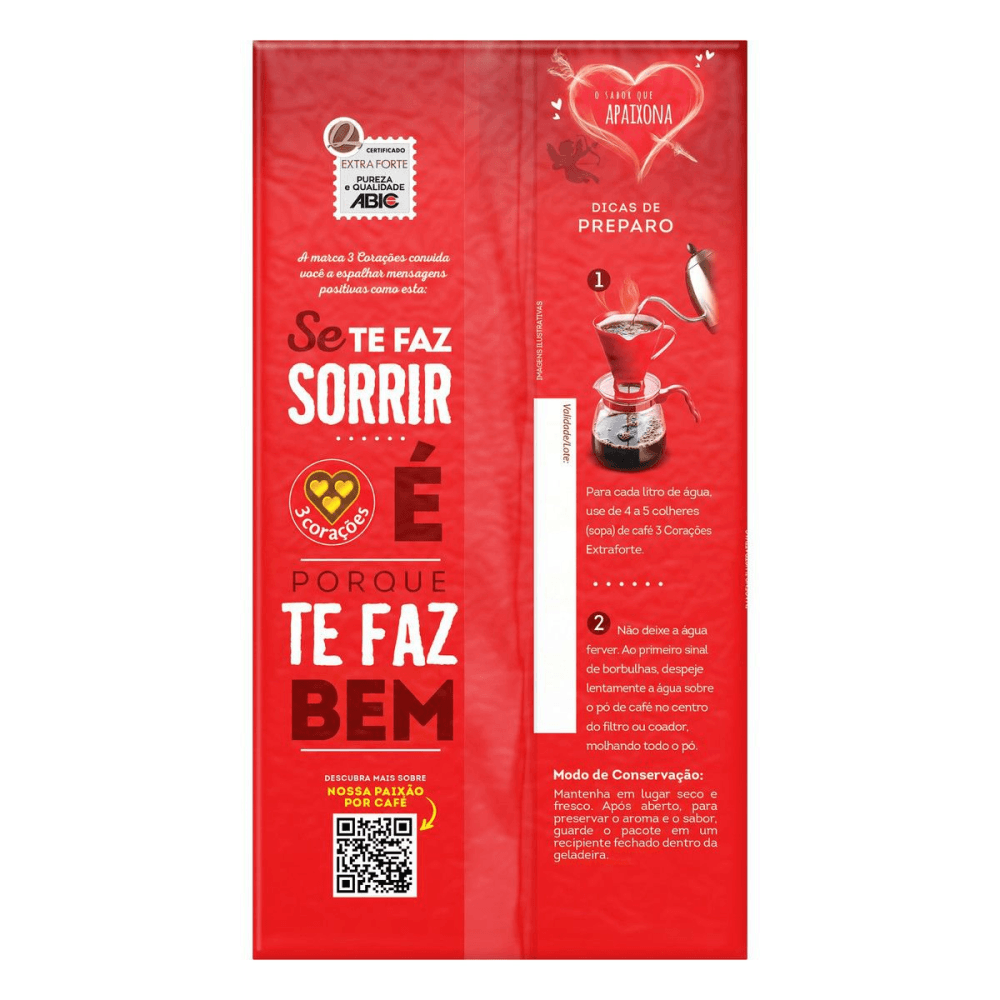 CERTIFICADO
EXTRA FORTE
PUREZA
e QUALIDADE
ABIC
A marca 3 Corações convida
você a espalhar mensagens
positivas como esta:
Se TE FAZ
SORRIR
3 corações
É
PORQUE
TE FAZ
BEM
DESCUBRA MAIS SOBRE
NOSSA PAIXÃO
POR CAFÉ
O SABOR QUE
APAIXONA
DICAS DE
PREPARO
1
IMAGENS ILUSTRATIVAS
Validade/Lote:
Para cada litro de água,
use de 4 a 5 colheres
(sopa) de café 3 Corações
Extraforte.
2 Não deixe a água
ferver. Ao primeiro sinal
de borbulhas, despeje
lentamente a água sobre
o pó de café no centro
do filtro ou coador,
molhando todo o pó.
Modo de Conservação:
Mantenha em lugar seco e
fresco. Após aberto, para
preservar o aroma e o sabor,
guarde o pacote em um
recipiente fechado dentro da
geladeira.